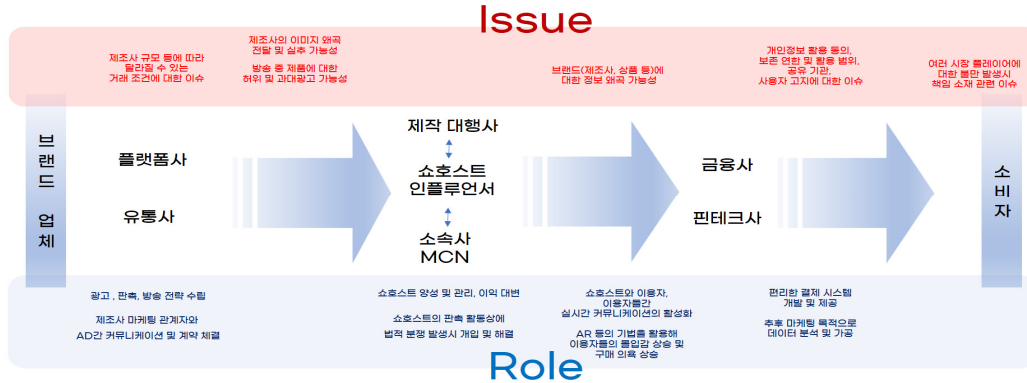 Issue
제조사 규모 등에 따라
달라질 수 있는
거래 조건에 대한 이슈
제조사의 이미지 왜곡
전달 및 실추 가능성
방송 중 제품에 대한
허위 및 과대광고 가능성
브랜드(제조사, 상품 등)에
대한 정보 왜곡 가능성
개인정보 활용 동의,
보존 연한 및 활용 범위,
공유 기관,
사용자 고지에 대한 이슈
여러 시장 플레이어에
대한 불만 발생시
책임 소재 관련 이슈
브랜드 업체
플랫폼사
유통사
제작 대행사
쇼호스트
인플루언서
소속사
MCN
금융사
핀테크사
소비자
광고 , 판촉, 방송 전략 수립
제조사 마케팅 관계자와
AD간 커뮤니케이션 및 계약 체결
쇼호스트 양성 및 관리, 이익 대변
쇼호스트의 판촉 활동상에
법적 분쟁 발생시 개입 및 해결
쇼호스트와 이용자,
이용자들간
실시간 커뮤니케이션의 활성화
AR 등의 기법을 활용해
이용자들의 몰입감 상승 및
구매 의욕 상승
편리한 결제 시스템
개발 및 제공
추후 마케팅 목적으로
데이터 분석 및 가공
Role